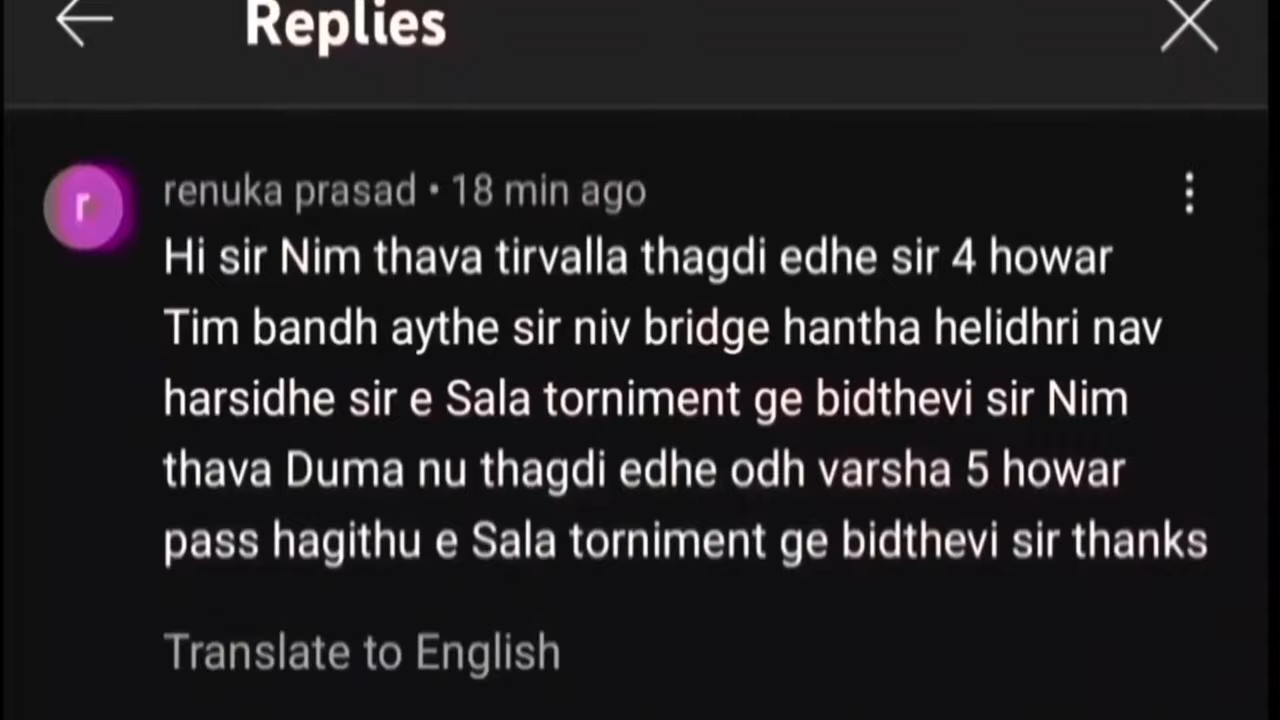 Replies
r
renuka prasad • 18 min ago
Hi sir Nim thava tirvalla thagdi edhe sir 4 howar
Tim bandh aythe sir niv bridge hantha helidhri nav
harsidhe sir e Sala torniment ge bidthevi sir Nim
thava Duma nu thagdi edhe odh varsha 5 howar
pass hagithu e Sala torniment ge bidthevi sir thanks
Translate to English